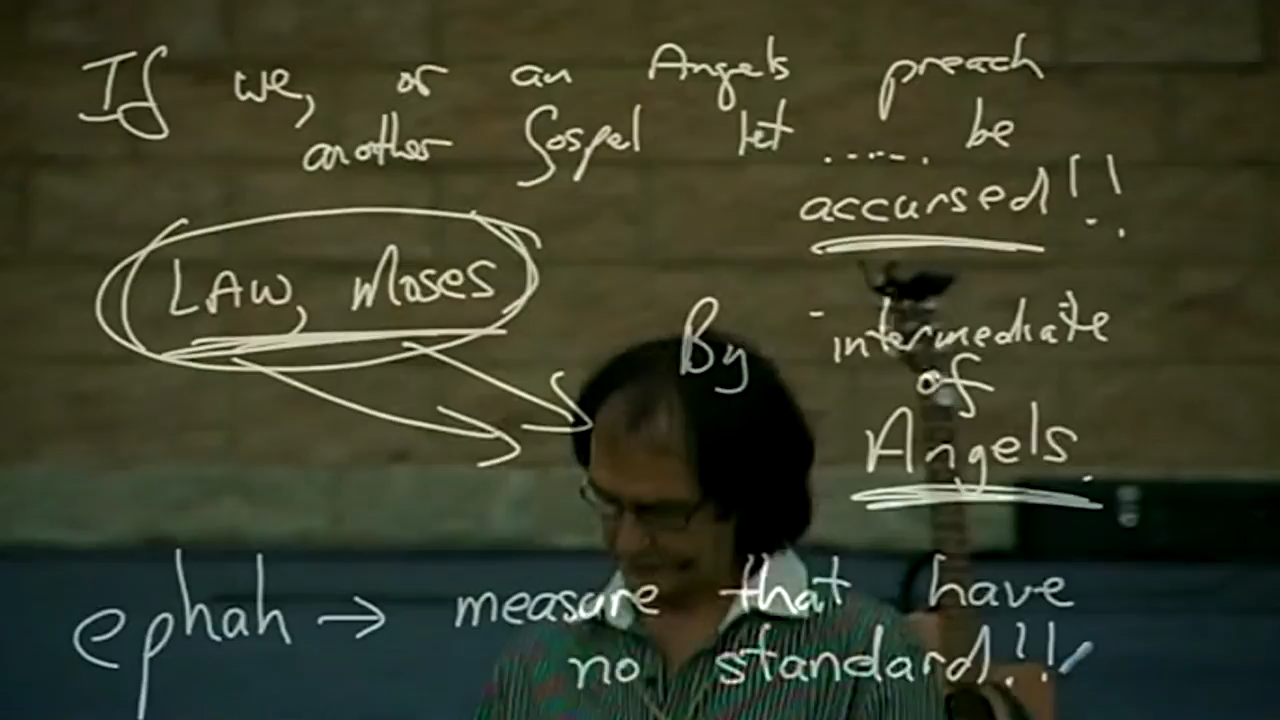 If we, or an Angels preach
another Gospel let ...... be
accursed!!
LAW, Moses
By intermediate
of
Angels.
ephah → measure that have
no standard!!!